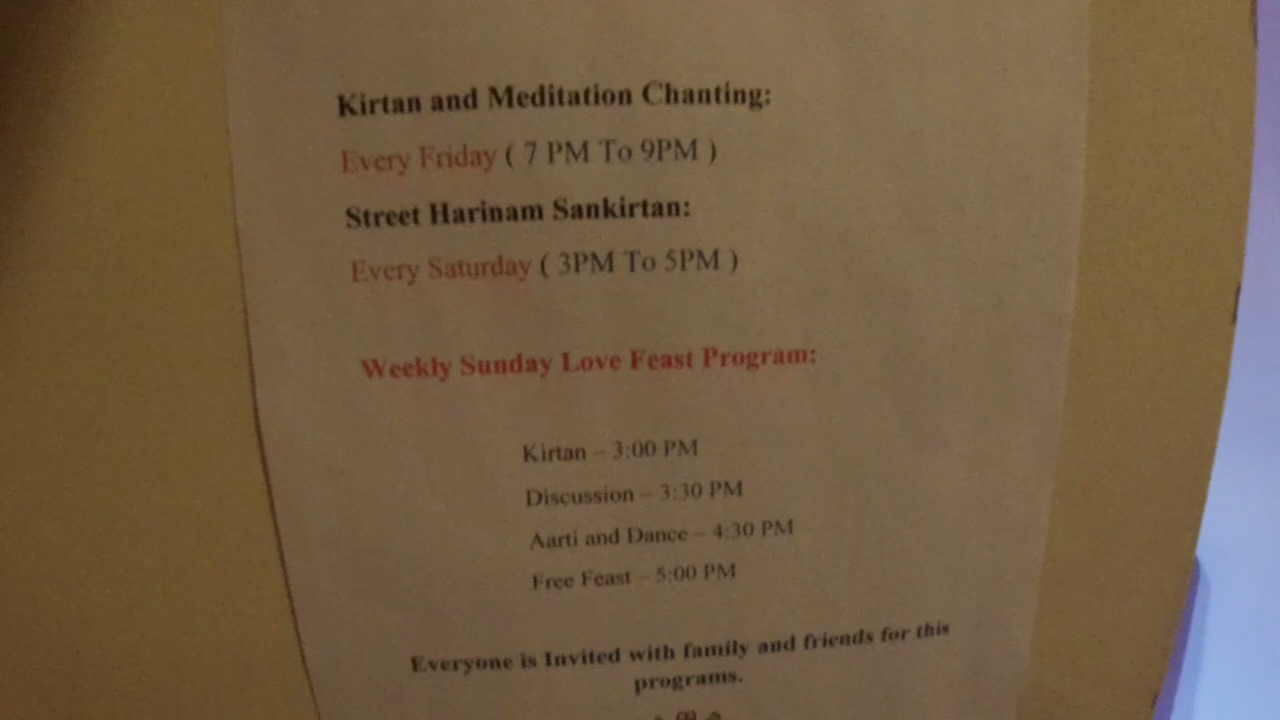 Kirtan and Meditation Chanting:
Every Friday ( 7 PM To 9PM )
Street Harinam Sankirtan:
Every Saturday ( 3PM To 5PM )
Weekly Sunday Love Feast Program:
Kirtan – 3:00 PM
Discussion – 3:30 PM
Aarti and Dance – 4:30 PM
Free Feast – 5:00 PM
Everyone is Invited with family and friends for this
programs.